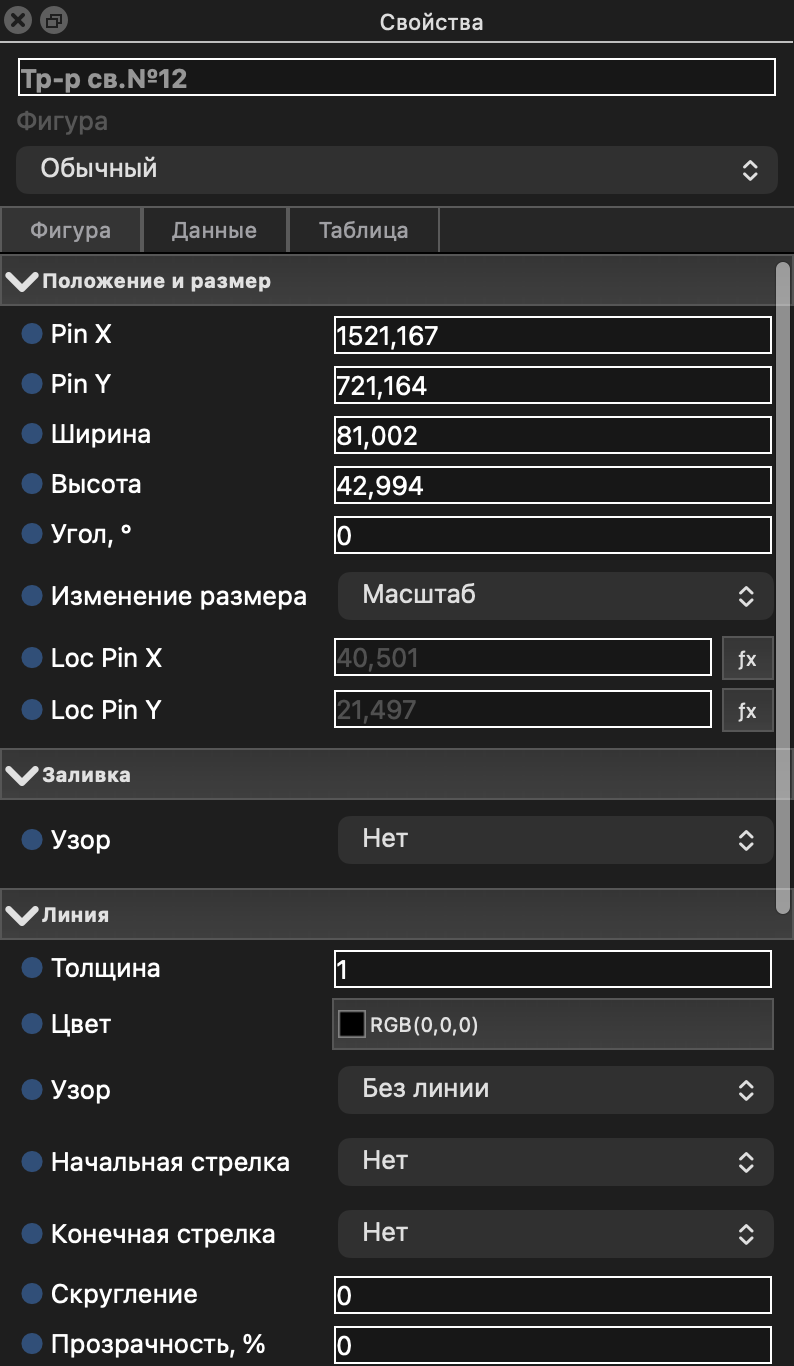 Свойства
Тр-р св.№12
Фигура
Обычный
Фигура Данные Таблица
Положение и размер
Pin X 1521,167
Pin Y 721,164
Ширина 81,002
Высота 42,994
Угол, ° 0
Изменение размера Масштаб
Loc Pin X 40,501 ƒx
Loc Pin Y 21,497 ƒx
Заливка
Узор Нет
Линия
Толщина 1
Цвет RGB(0,0,0)
Узор Без линии
Начальная стрелка Нет
Конечная стрелка Нет
Скругление 0
Прозрачность, % 0